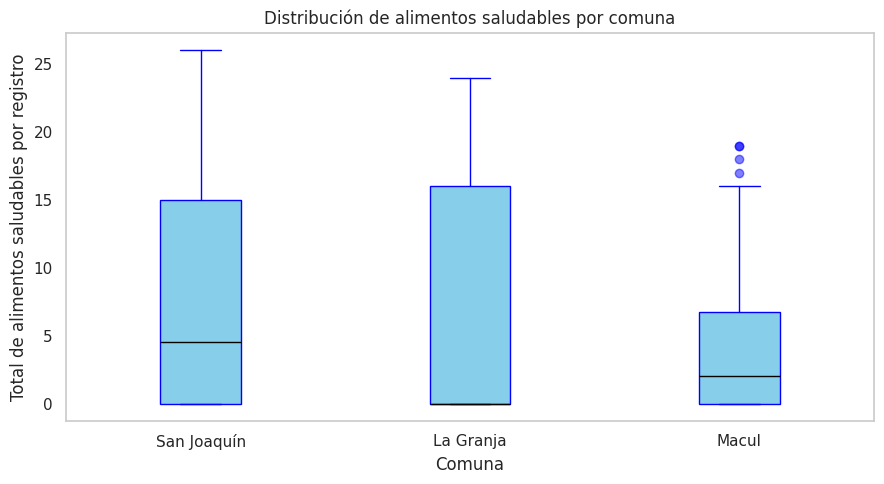 Distribución de alimentos saludables por comuna
Total de alimentos saludables por registro
25
20
15
10
5
0
San Joaquín
La Granja
Macul
Comuna